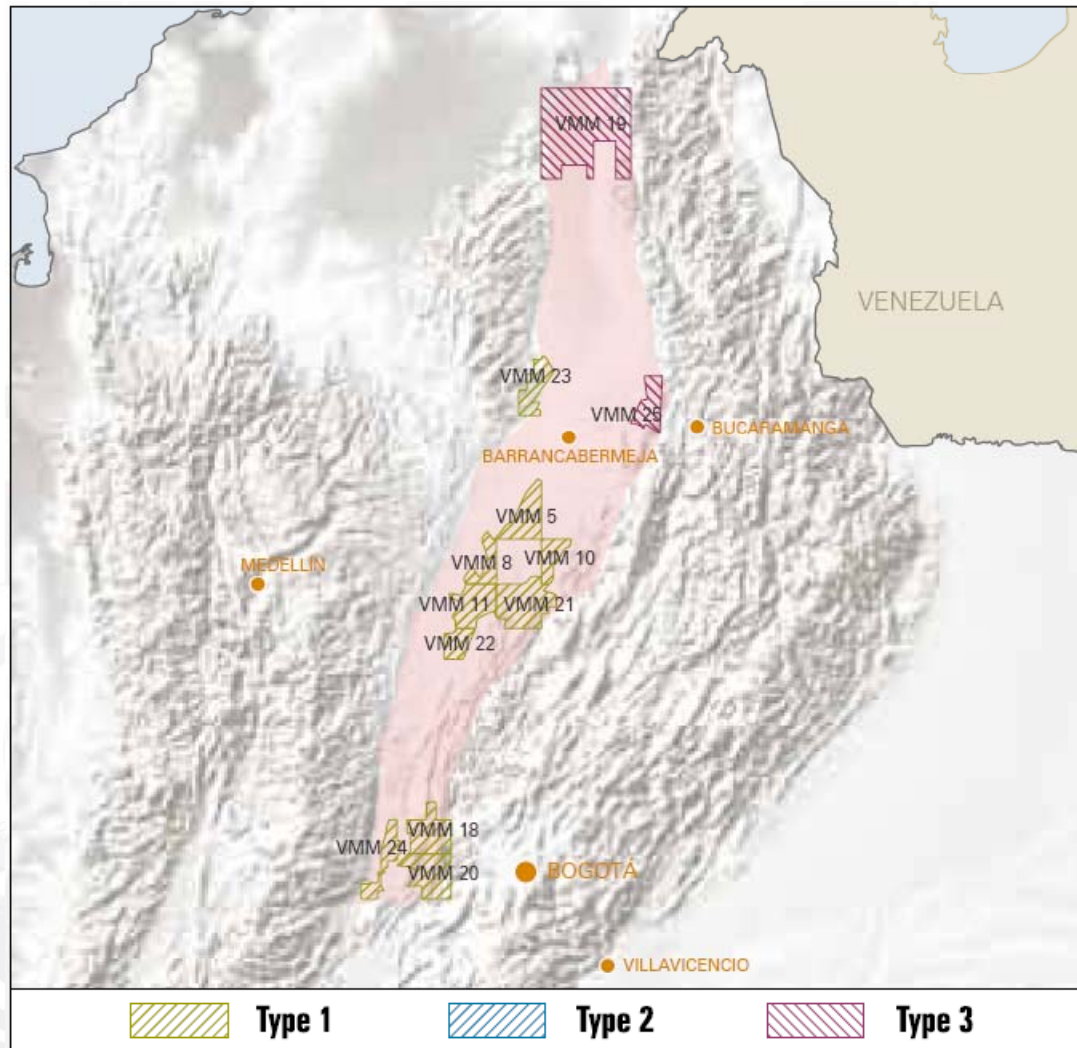 VMM 19
VENEZUELA
VMM 23
VMM 25
BUCARAMANGA
BARRANCABERMEJA
VMM 5
VMM 8
VMM 10
MEDELLÍN
VMM 11
VMM 21
VMM 22
VMM 18
VMM 24
VMM 20
BOGOTÁ
VILLAVICENCIO
Type 1
Type 2
Type 3